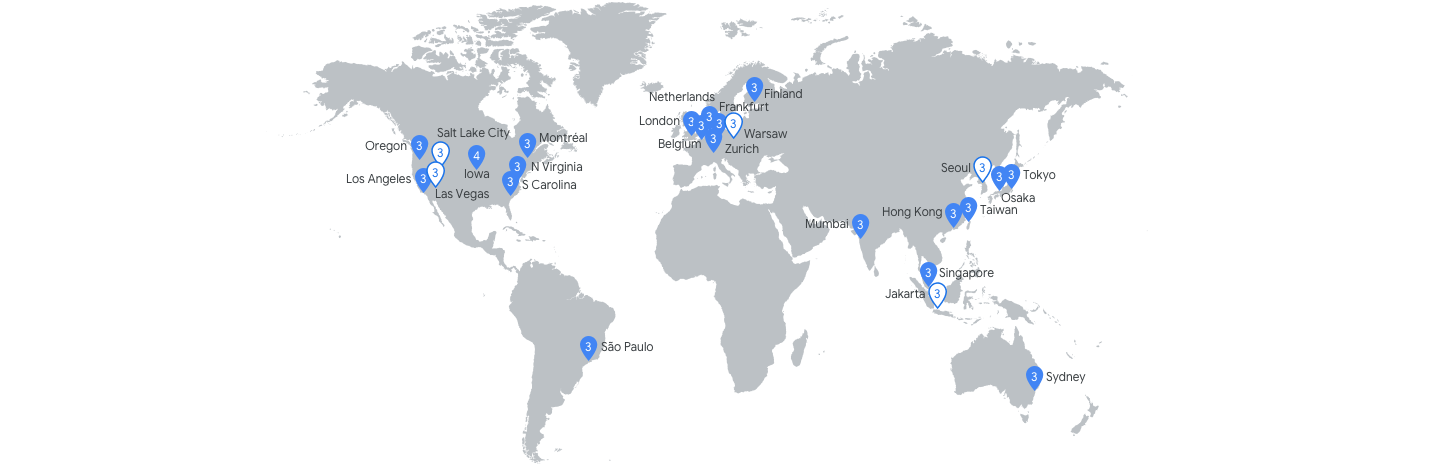 3 Finland
Netherlands
3 Frankfurt
London 3 3 3 3
Warsaw
Belgium 3
Zurich
Salt Lake City
Oregon 3 3
4
Iowa
3 Montréal
3 N Virginia
Los Angeles 3 3
Las Vegas
3 S Carolina
Seoul 3
3 3 Tokyo
Osaka
Hong Kong 3 3
Taiwan
Mumbai 3
3 Singapore
Jakarta 3
3 São Paulo
3 Sydney